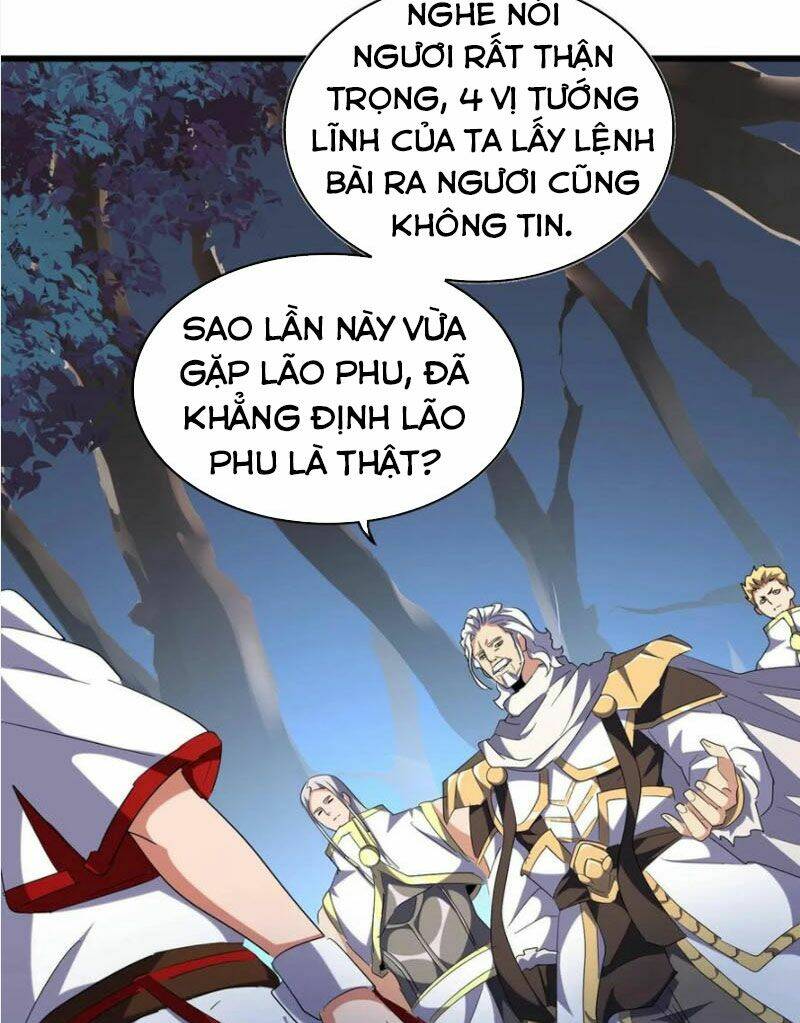 NGHE NÓI
NGƯƠI RẤT THẬN
TRỌNG, 4 VỊ TƯỚNG
LĨNH CỦA TA LẤY LỆNH
BÀI RA NGƯƠI CŨNG
KHÔNG TIN.
SAO LẦN NÀY VỪA
GẶP LÃO PHU, ĐÃ
KHẲNG ĐỊNH LÃO
PHU LÀ THẬT?